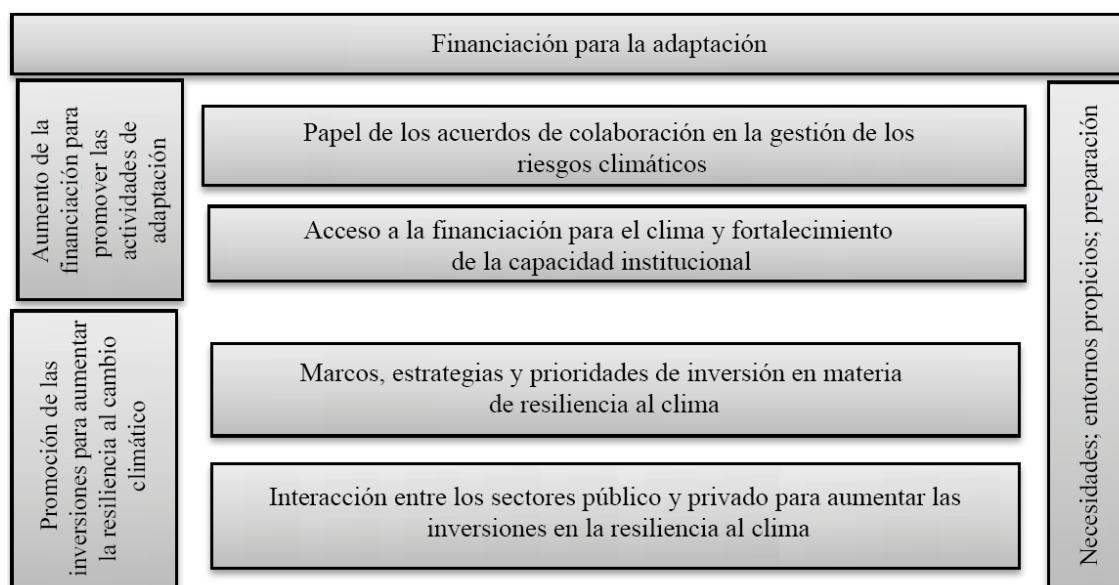 Financiación para la adaptación
Aumento de la
financiación para
promover las
actividades de
adaptación
Papel de los acuerdos de colaboración en la gestión de los
riesgos climáticos
Acceso a la financiación para el clima y fortalecimiento
de la capacidad institucional
Promoción de las
inversiones para aumentar
la resiliencia al cambio
climático
Marcos, estrategias y prioridades de inversión en materia
de resiliencia al clima
Interacción entre los sectores público y privado para aumentar las
inversiones en la resiliencia al clima
Necesidades; entornos propicios; preparación